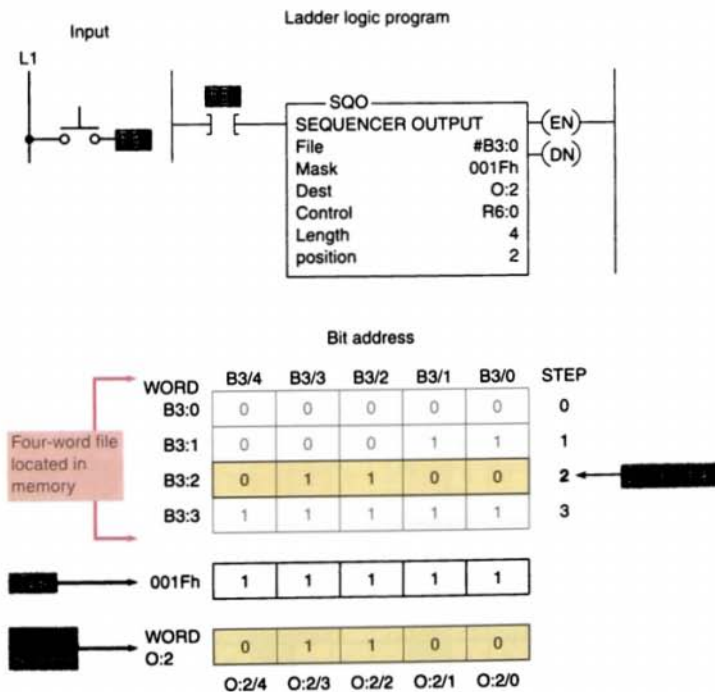 Ladder logic program
Input
L1
SQO
SEQUENCER OUTPUT
File #B3:0
Mask 001Fh
Dest O:2
Control R6:0
Length 4
position 2
(EN)
(DN)
Bit address
WORD B3/4 B3/3 B3/2 B3/1 B3/0 STEP
B3:0 0 0 0 0 0 0
B3:1 0 0 0 1 1 1
B3:2 0 1 1 0 0 2
B3:3 1 1 1 1 1 3
Four-word file
located in
memory
001Fh 1 1 1 1 1
WORD
O:2 0 1 1 0 0
O:2/4 O:2/3 O:2/2 O:2/1 O:2/0